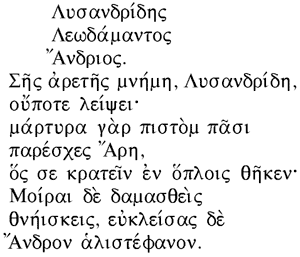 Λυσανδρίδης
Λεωδάμαντος
Ἄνδριος.
Σῆς ἀρετῆς μνήμη, Λυσανδρίδη,
οὔποτε λείψει·
μάρτυρα γὰρ πιστὸμ πᾶσι
παρέσχες Ἄρη,
ὅς σε κρατεῖν ἐν ὅπλοις θῆκεν·
Μοίραι δὲ δαμασθεὶς
θνήισκεις, εὐκλείσας δὲ
Ἄνδρον ἁλιστέφανον.